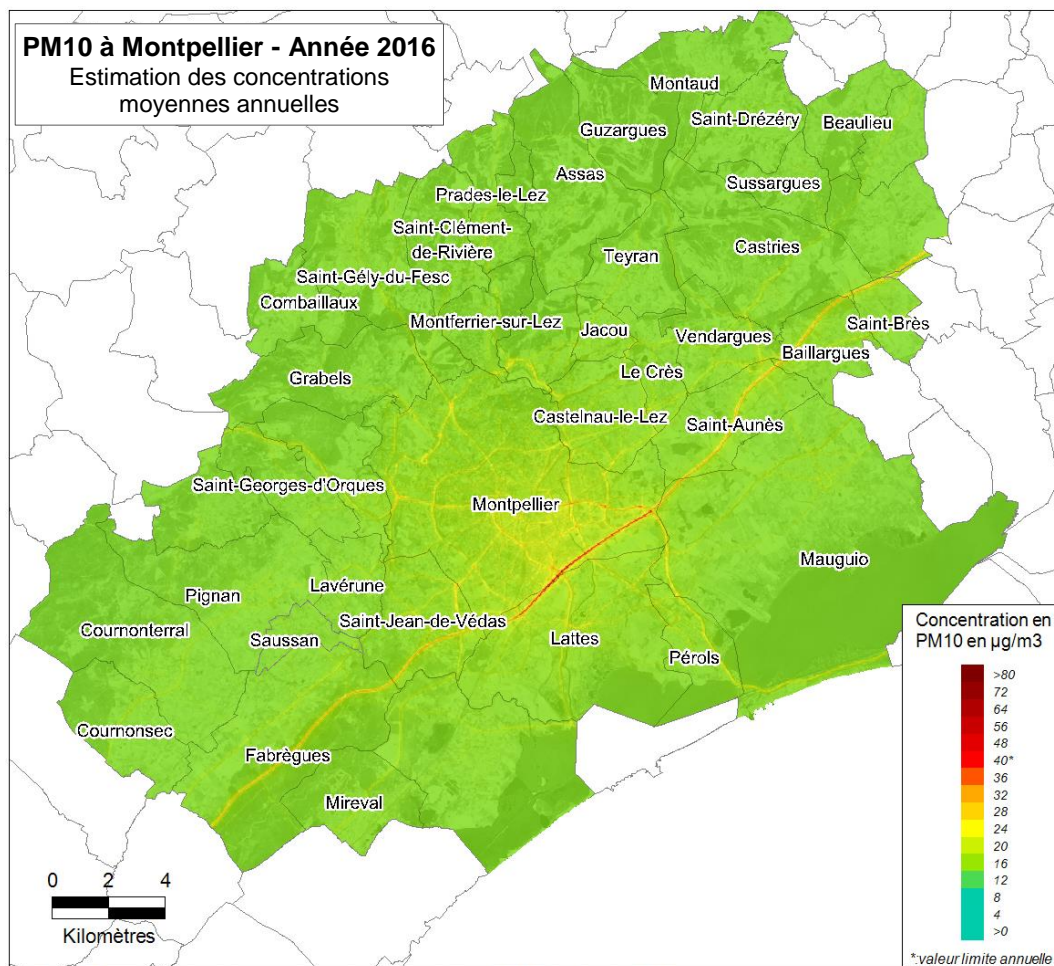 PM10 à Montpellier - Année 2016
Estimation des concentrations
moyennes annuelles
Montaud
Guzargues
Saint-Drézéry
Beaulieu
Assas
Sussargues
Prades-le-Lez
Saint-Clément-
de-Rivière
Teyran
Castries
Saint-Gély-du-Fesc
Combaillaux
Montferrier-sur-Lez
Jacou
Vendargues
Saint-Brès
Baillargues
Grabels
Le Crès
Castelnau-le-Lez
Saint-Aunès
Saint-Georges-d'Orques
Montpellier
Mauguio
Lavérune
Pignan
Saint-Jean-de-Védas
Cournonterral
Saussan
Lattes
Pérols
Cournonsec
Fabrègues
Mireval
0 2 4
Kilomètres
Concentration en
PM10 en µg/m3
>80
72
64
56
48
40*
36
32
28
24
20
16
12
8
4
>0
*:valeur limite annuelle